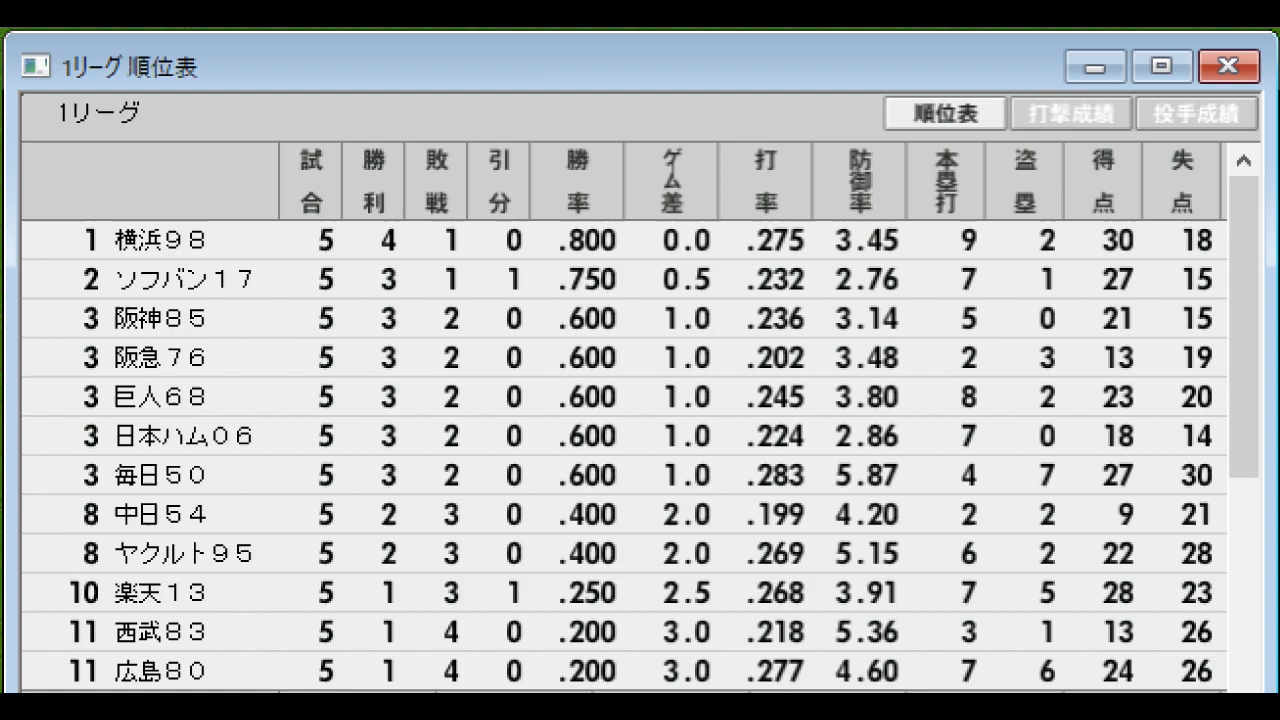 1リーグ 順位表
1リーグ 順位表 打撃成績 投手成績
試合 勝利 敗戦 引分 勝率 ゲム差 打率 防御率 本塁打 盗塁 得点 失点
1 横浜９８ 5 4 1 0 .800 0.0 .275 3.45 9 2 30 18
2 ソフバン１７ 5 3 1 1 .750 0.5 .232 2.76 7 1 27 15
3 阪神８５ 5 3 2 0 .600 1.0 .236 3.14 5 0 21 15
3 阪急７６ 5 3 2 0 .600 1.0 .202 3.48 2 3 13 19
3 巨人６８ 5 3 2 0 .600 1.0 .245 3.80 8 2 23 20
3 日本ハム０６ 5 3 2 0 .600 1.0 .224 2.86 7 0 18 14
3 毎日５０ 5 3 2 0 .600 1.0 .283 5.87 4 7 27 30
8 中日５４ 5 2 3 0 .400 2.0 .199 4.20 2 2 9 21
8 ヤクルト９５ 5 2 3 0 .400 2.0 .269 5.15 6 2 22 28
10 楽天１３ 5 1 3 1 .250 2.5 .268 3.91 7 5 28 23
11 西武８３ 5 1 4 0 .200 3.0 .218 5.36 3 1 13 26
11 広島８０ 5 1 4 0 .200 3.0 .277 4.60 7 6 24 26